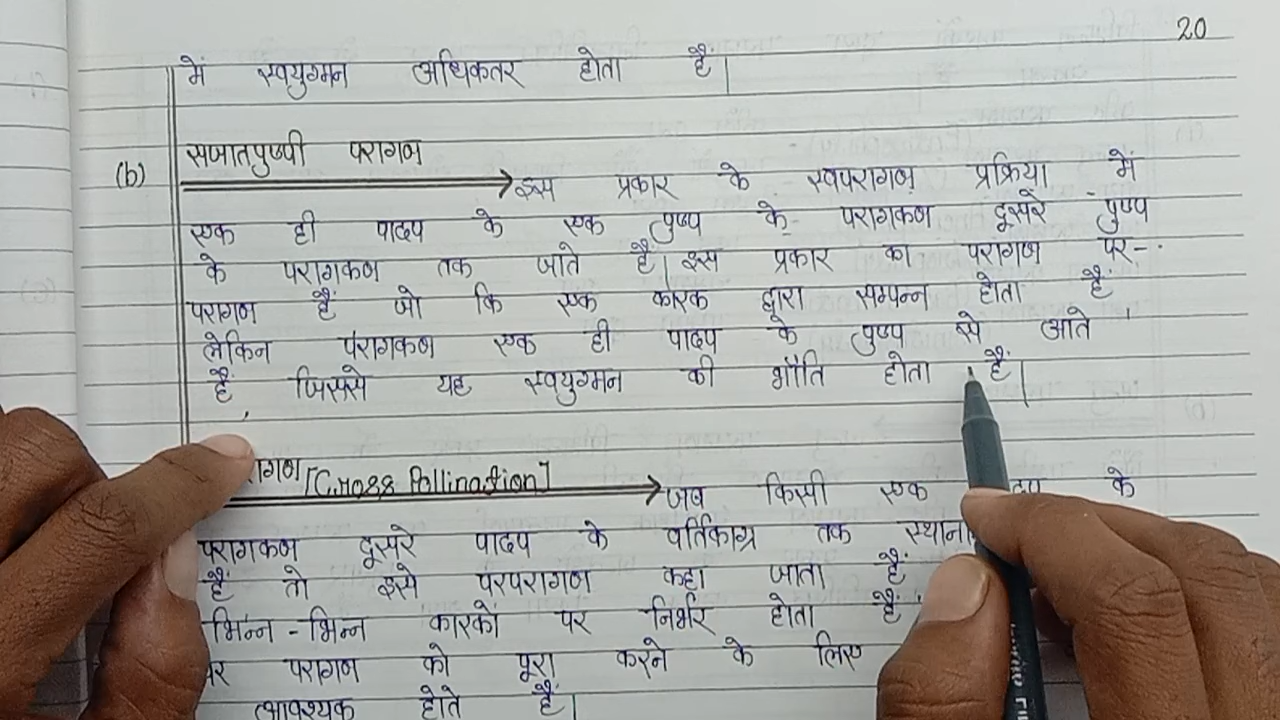 20
में स्वयुग्मन अधिकतर होता है।
(b) सजातपुष्पी परागण
इस प्रकार के स्वपरागण प्रक्रिया में
एक ही पादप के एक पुष्प के परागकण दूसरे पुष्प
के परागकण तक जाते है। इस प्रकार का परागण पर-
परागण हैं जो कि एक कारक द्वारा सम्पन्न होता हैं
लेकिन परागकण एक ही पादप के पुष्प से आते
हैं जिससे यह स्वयुग्मन की भाँति होता हैं।
रागण [Cross Pollination]
जब किसी एक के
परागकण दूसरे पादप के वर्तिकाग्र तक
हैं तो इसे परपरागण कहा जाता हैं
भिन्न-भिन्न कारकों पर निर्भर होता हैं
पर परागण को पूरा करने के लिए
आवश्यक होते हैं।